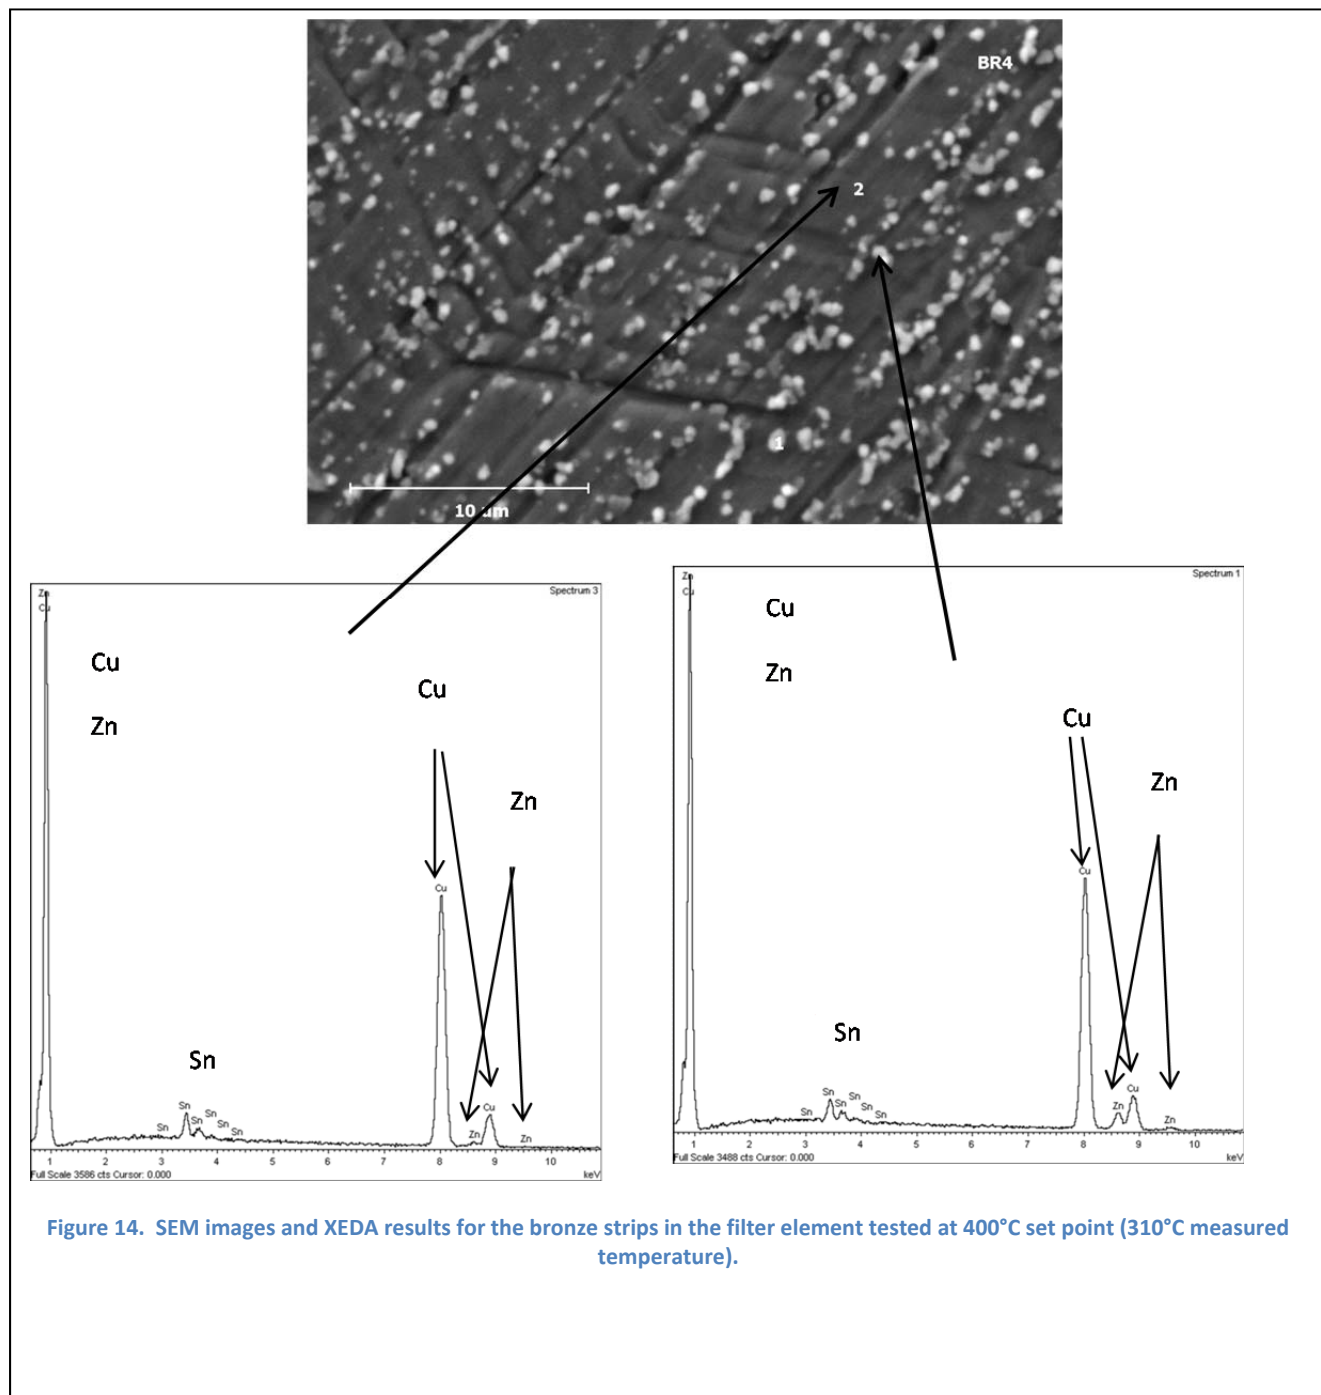 BR4
2
1
10 um
Spectrum 3
Zn
Cu
Cu
Zn
Cu
Zn
Sn
Cu
Sn
Sn
Sn
Sn
Sn
Sn
Zn
Cu
Zn
1 2 3 4 5 6 7 8 9 10
Full Scale 3586 cts Cursor: 0.000 keV
Spectrum 1
Zn
Cu
Cu
Zn
Cu
Zn
Sn
Cu
Sn
Sn
Sn
Sn
Sn
Sn
Zn
Cu
Zn
1 2 3 4 5 6 7 8 9 10
Full Scale 3488 cts Cursor: 0.000 keV
Figure 14. SEM images and XEDA results for the bronze strips in the filter element tested at 400°C set point (310°C measured
temperature).